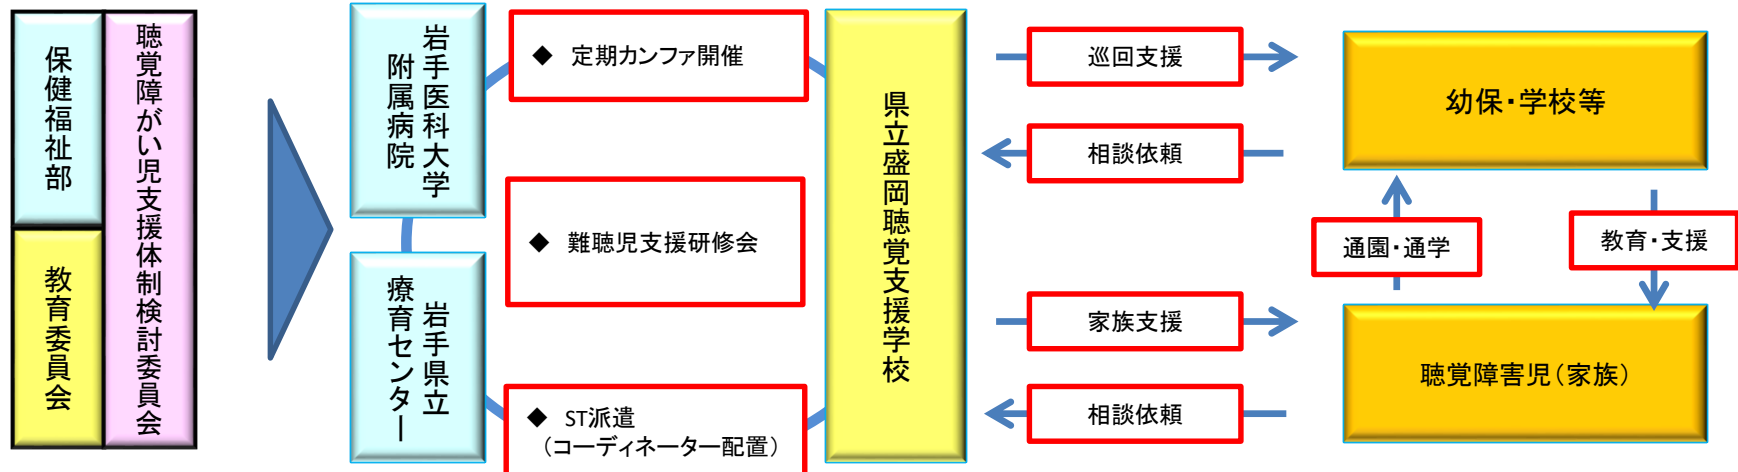 保健福祉部
教育委員会
聴覚障がい児支援体制検討委員会
岩手医科大学
附属病院
岩手県立
療育センター
◆ 定期カンファ開催
◆ 難聴児支援研修会
◆ ST派遣
（コーディネーター配置）
県立盛岡聴覚支援学校
巡回支援
相談依頼
家族支援
相談依頼
幼保・学校等
通園・通学
教育・支援
聴覚障害児（家族）